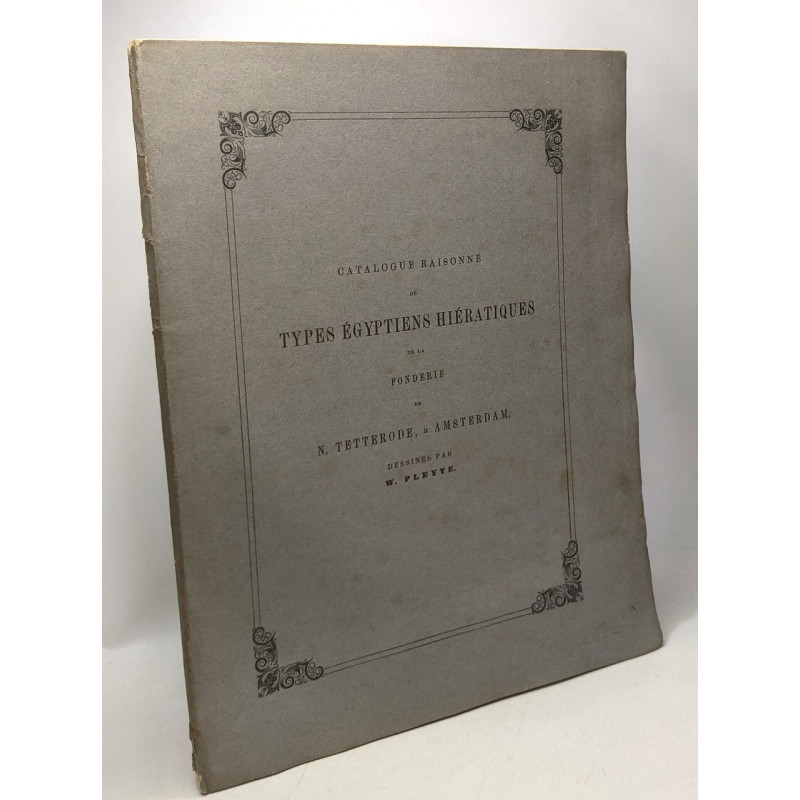 CATALOGUE RAISONNÉ
DE
TYPES ÉGYPTIENS HIÉRATIQUES
DE LA
FONDERIE
DE
N. TETTERODE, à AMSTERDAM.
DESSINÉS PAR
W. PLEYTE.